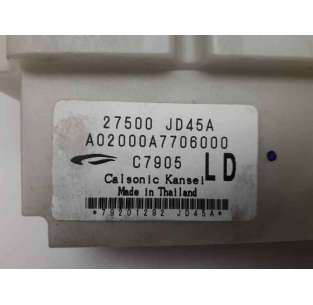 27500 JD45A
A02000A7706000
C7905 LD
Calsonic Kansei
Made in Thailand
*79201292 JD45A*